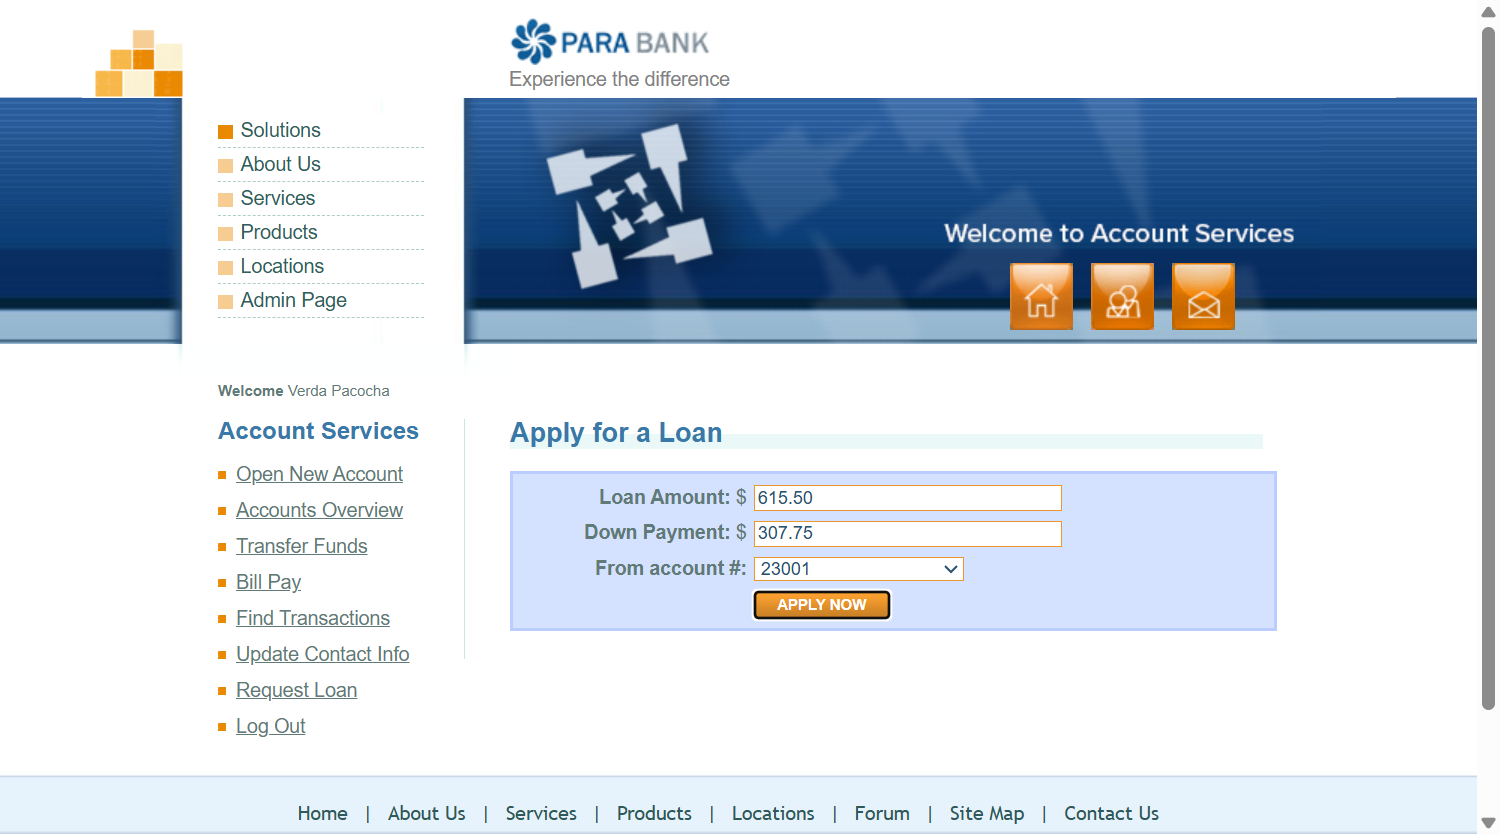 PARA BANK
Experience the difference
Solutions
About Us
Services
Products
Locations
Admin Page
Welcome to Account Services
Welcome Verda Pacocha
Account Services
Open New Account
Accounts Overview
Transfer Funds
Bill Pay
Find Transactions
Update Contact Info
Request Loan
Log Out
Apply for a Loan
Loan Amount: $ 615.50
Down Payment: $ 307.75
From account #: 23001
APPLY NOW
Home | About Us | Services | Products | Locations | Forum | Site Map | Contact Us